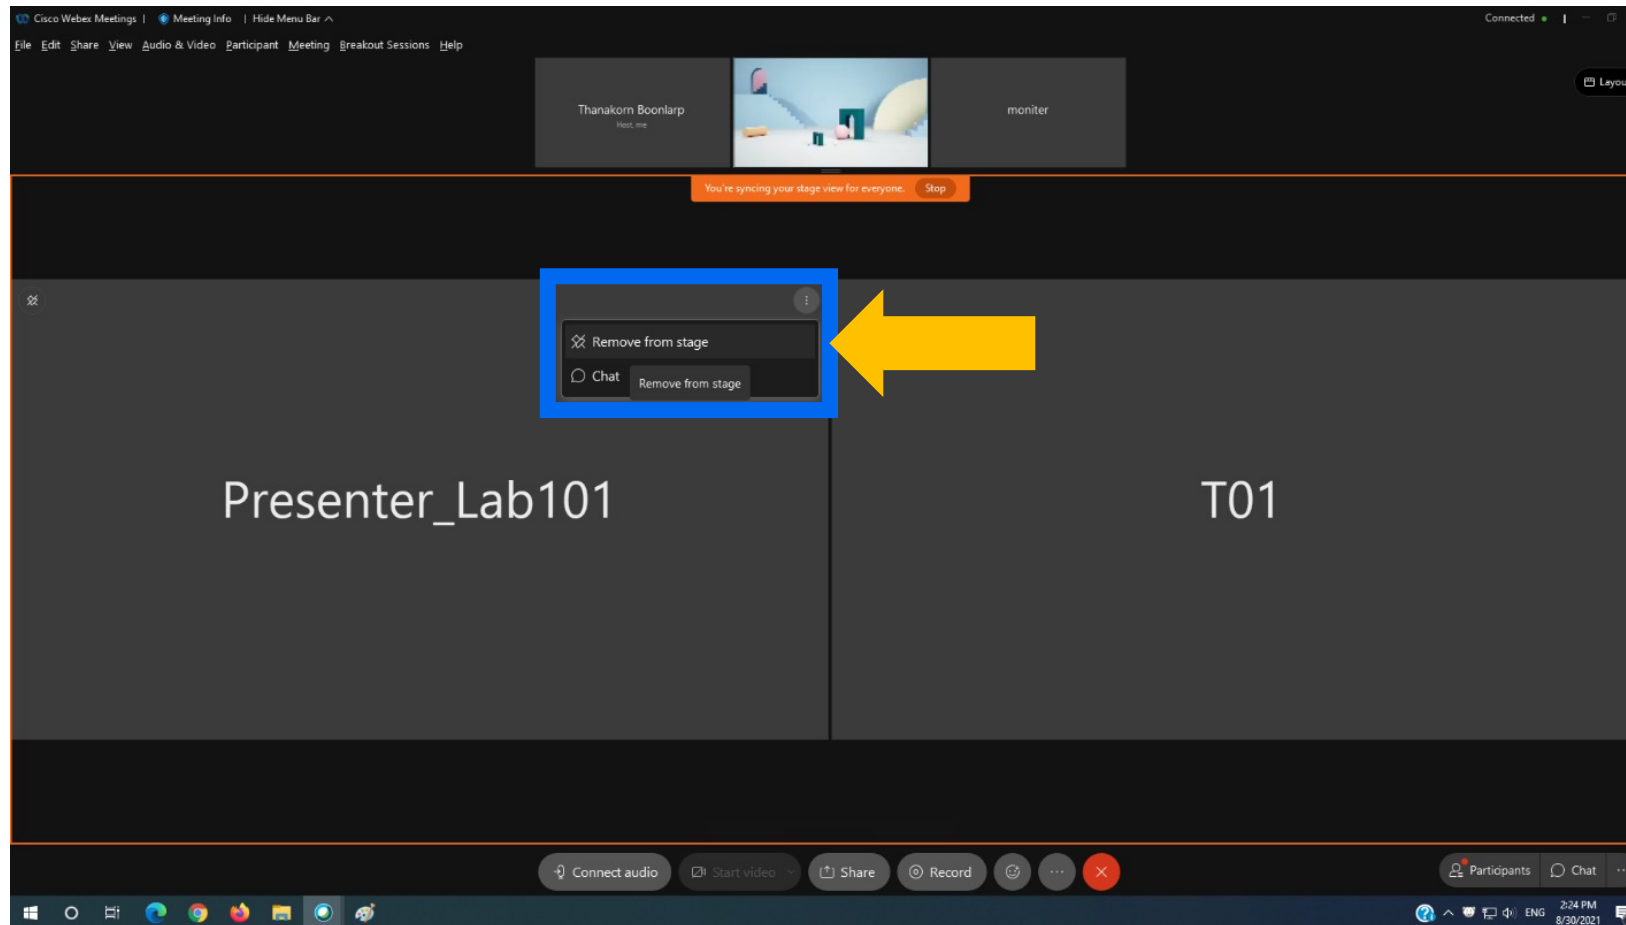 Cisco Webex Meetings | Meeting Info | Hide Menu Bar
Connected
File Edit Share View Audio & Video Participant Meeting Breakout Sessions Help
Layou
Thanakorn Boonlarp
Host, me
moniter
You're syncing your stage view for everyone. Stop
Remove from stage
Chat
Remove from stage
Presenter_Lab101
T01
Connect audio
Start video
Share
Record
Participants
Chat
ENG
2:24 PM
8/30/2021